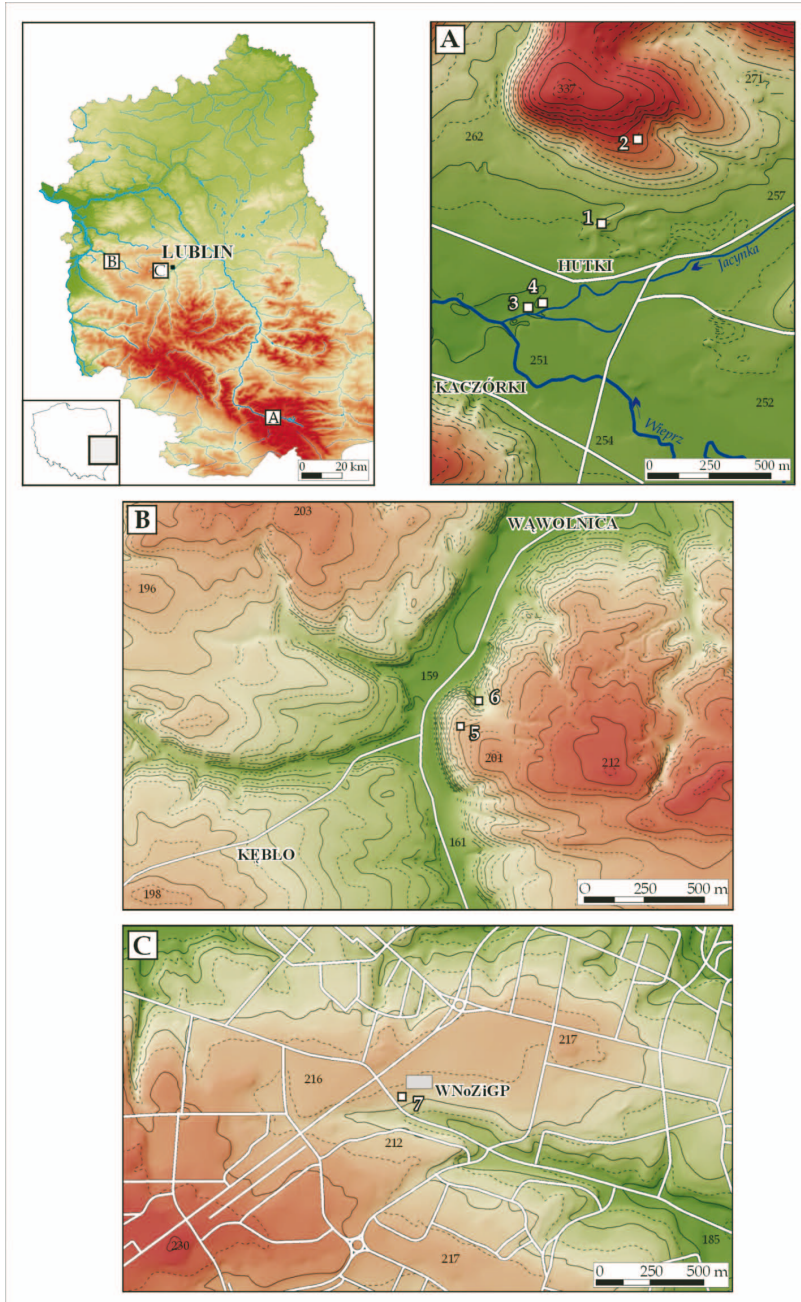 LUBLIN
B
C
A
0 20 km
A
337
271
262
2
257
1
HUTKI
Jacynka
4
3
251
KACZÓRKI
252
Wieprz
254
0 250 500 m
B
203
WĄWOLNICA
196
159
6
5
201
212
161
KĘBŁO
198
O 250 500 m
C
217
216
WNoZiGP
7
212
230
217
185
0 250 500 m